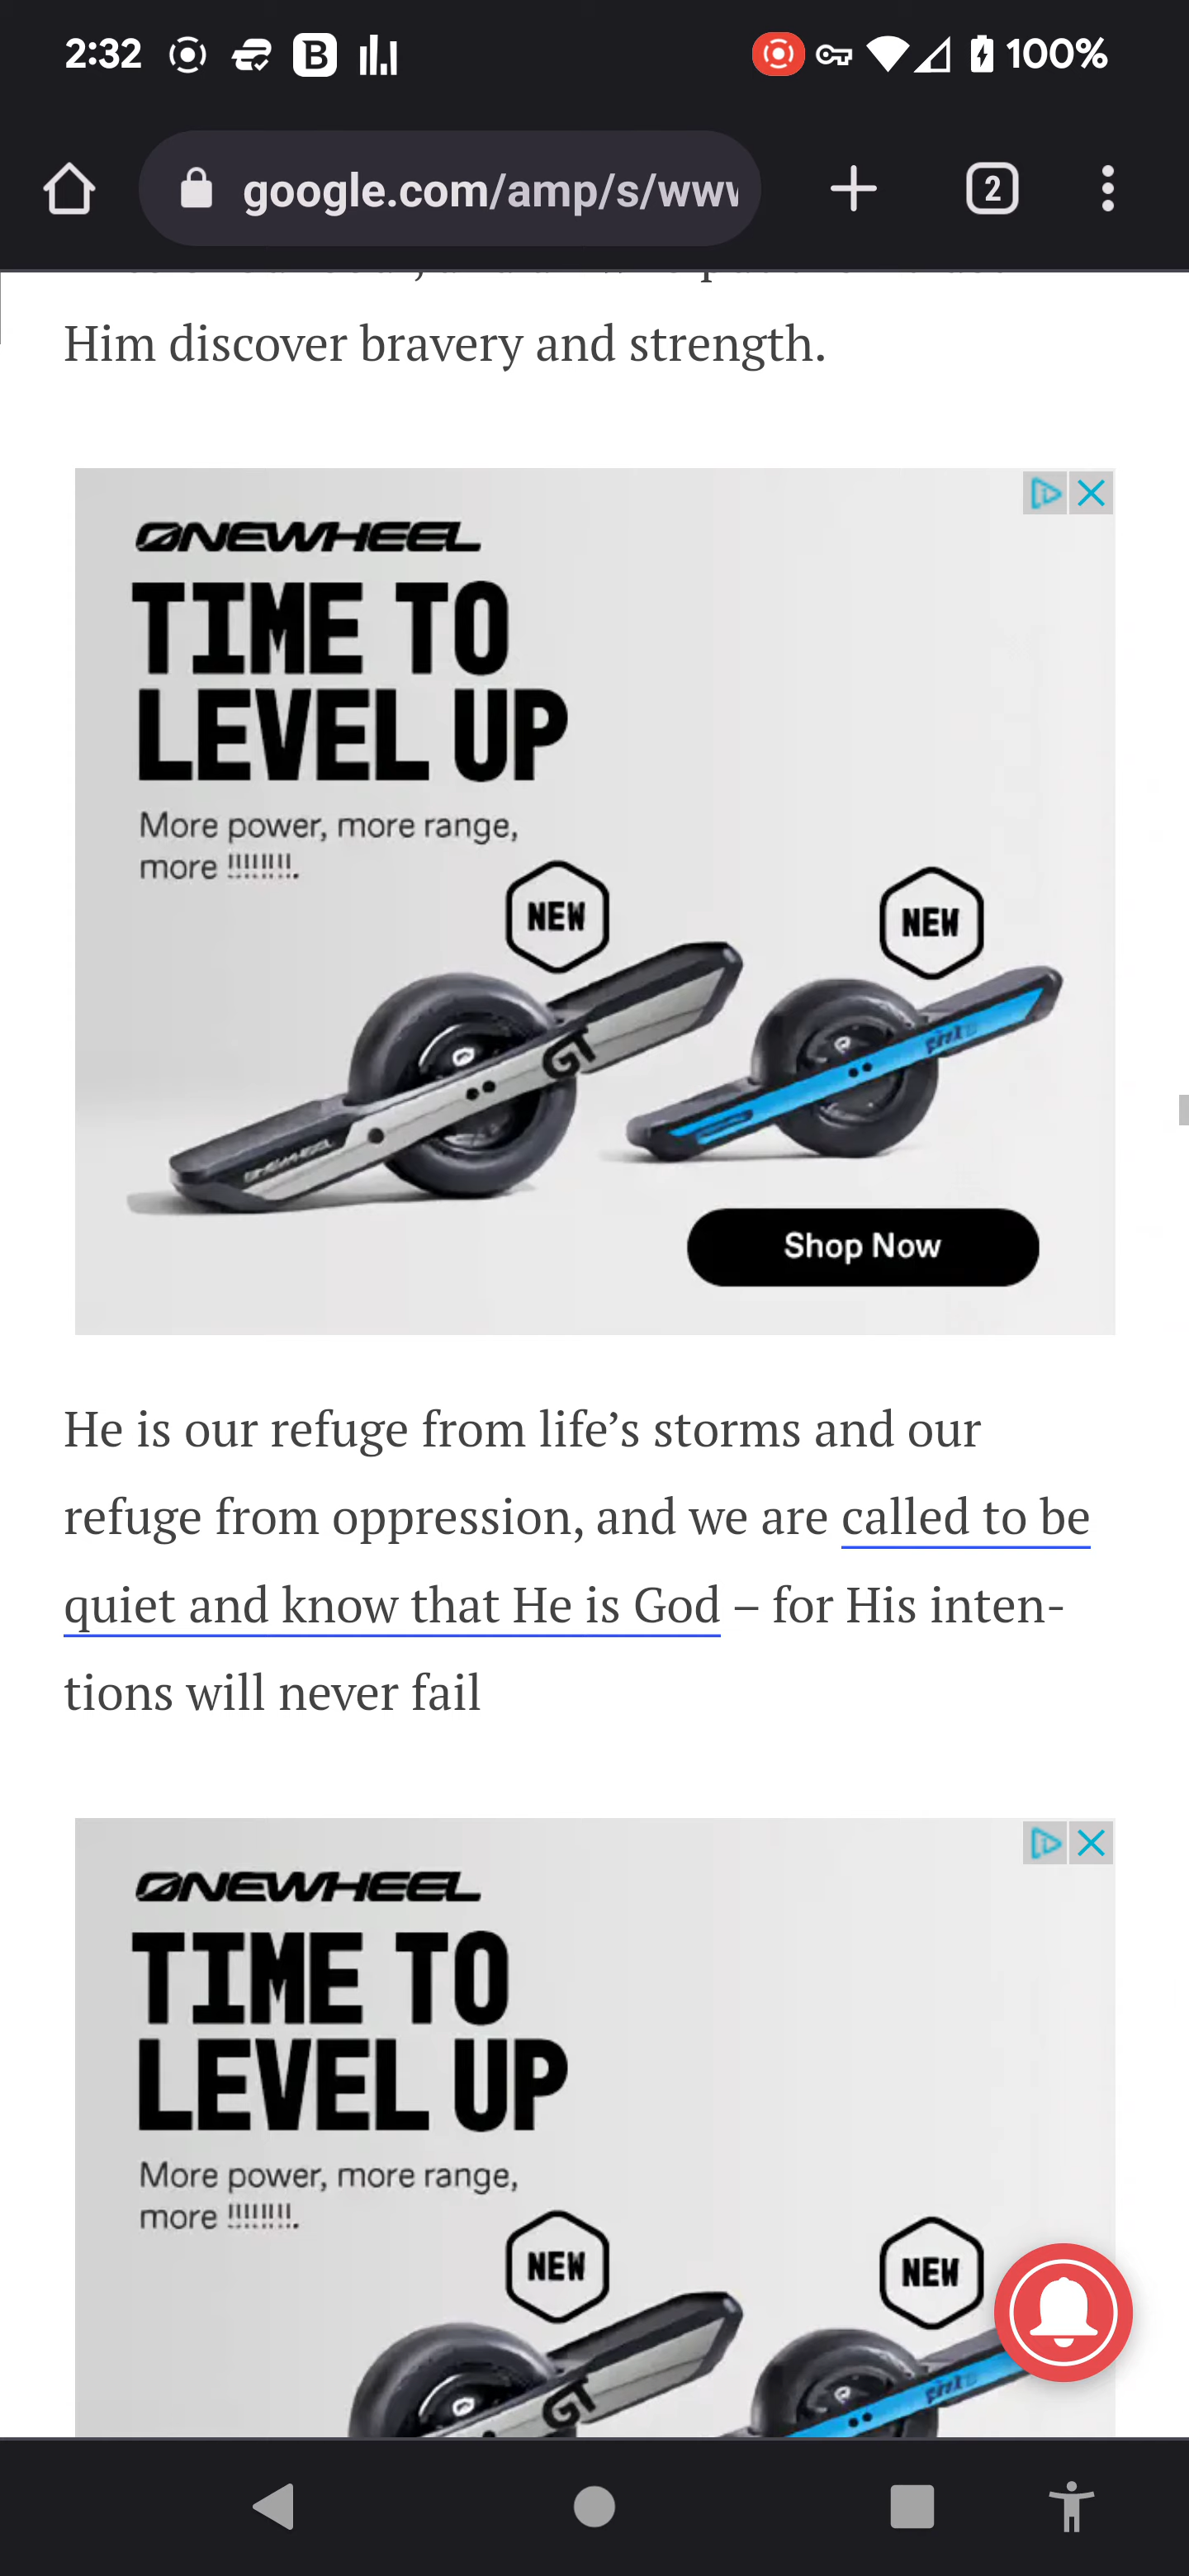 2:32 B 100%
google.com/amp/s/www
2
Him discover bravery and strength.
ONEWHEEL
TIME TO
LEVEL UP
More power, more range,
more !!!!!!!!.
NEW
NEW
GT
ONEWHEEL
pint
Shop Now
He is our refuge from life’s storms and our
refuge from oppression, and we are called to be
quiet and know that He is God – for His inten-
tions will never fail
ONEWHEEL
TIME TO
LEVEL UP
More power, more range,
more !!!!!!!!.
NEW
NEW
GT
pint